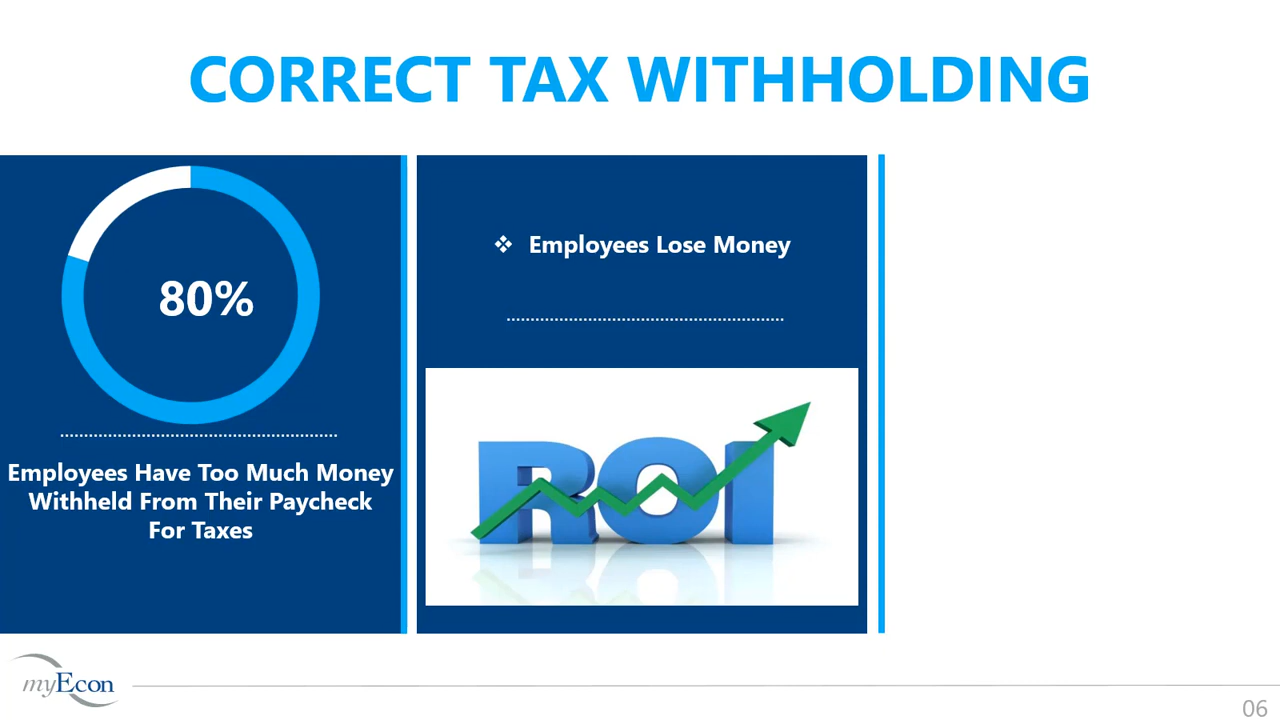 CORRECT TAX WITHHOLDING
80%
Employees Have Too Much Money
Withheld From Their Paycheck
For Taxes
❖ Employees Lose Money
ROI
myEcon
06